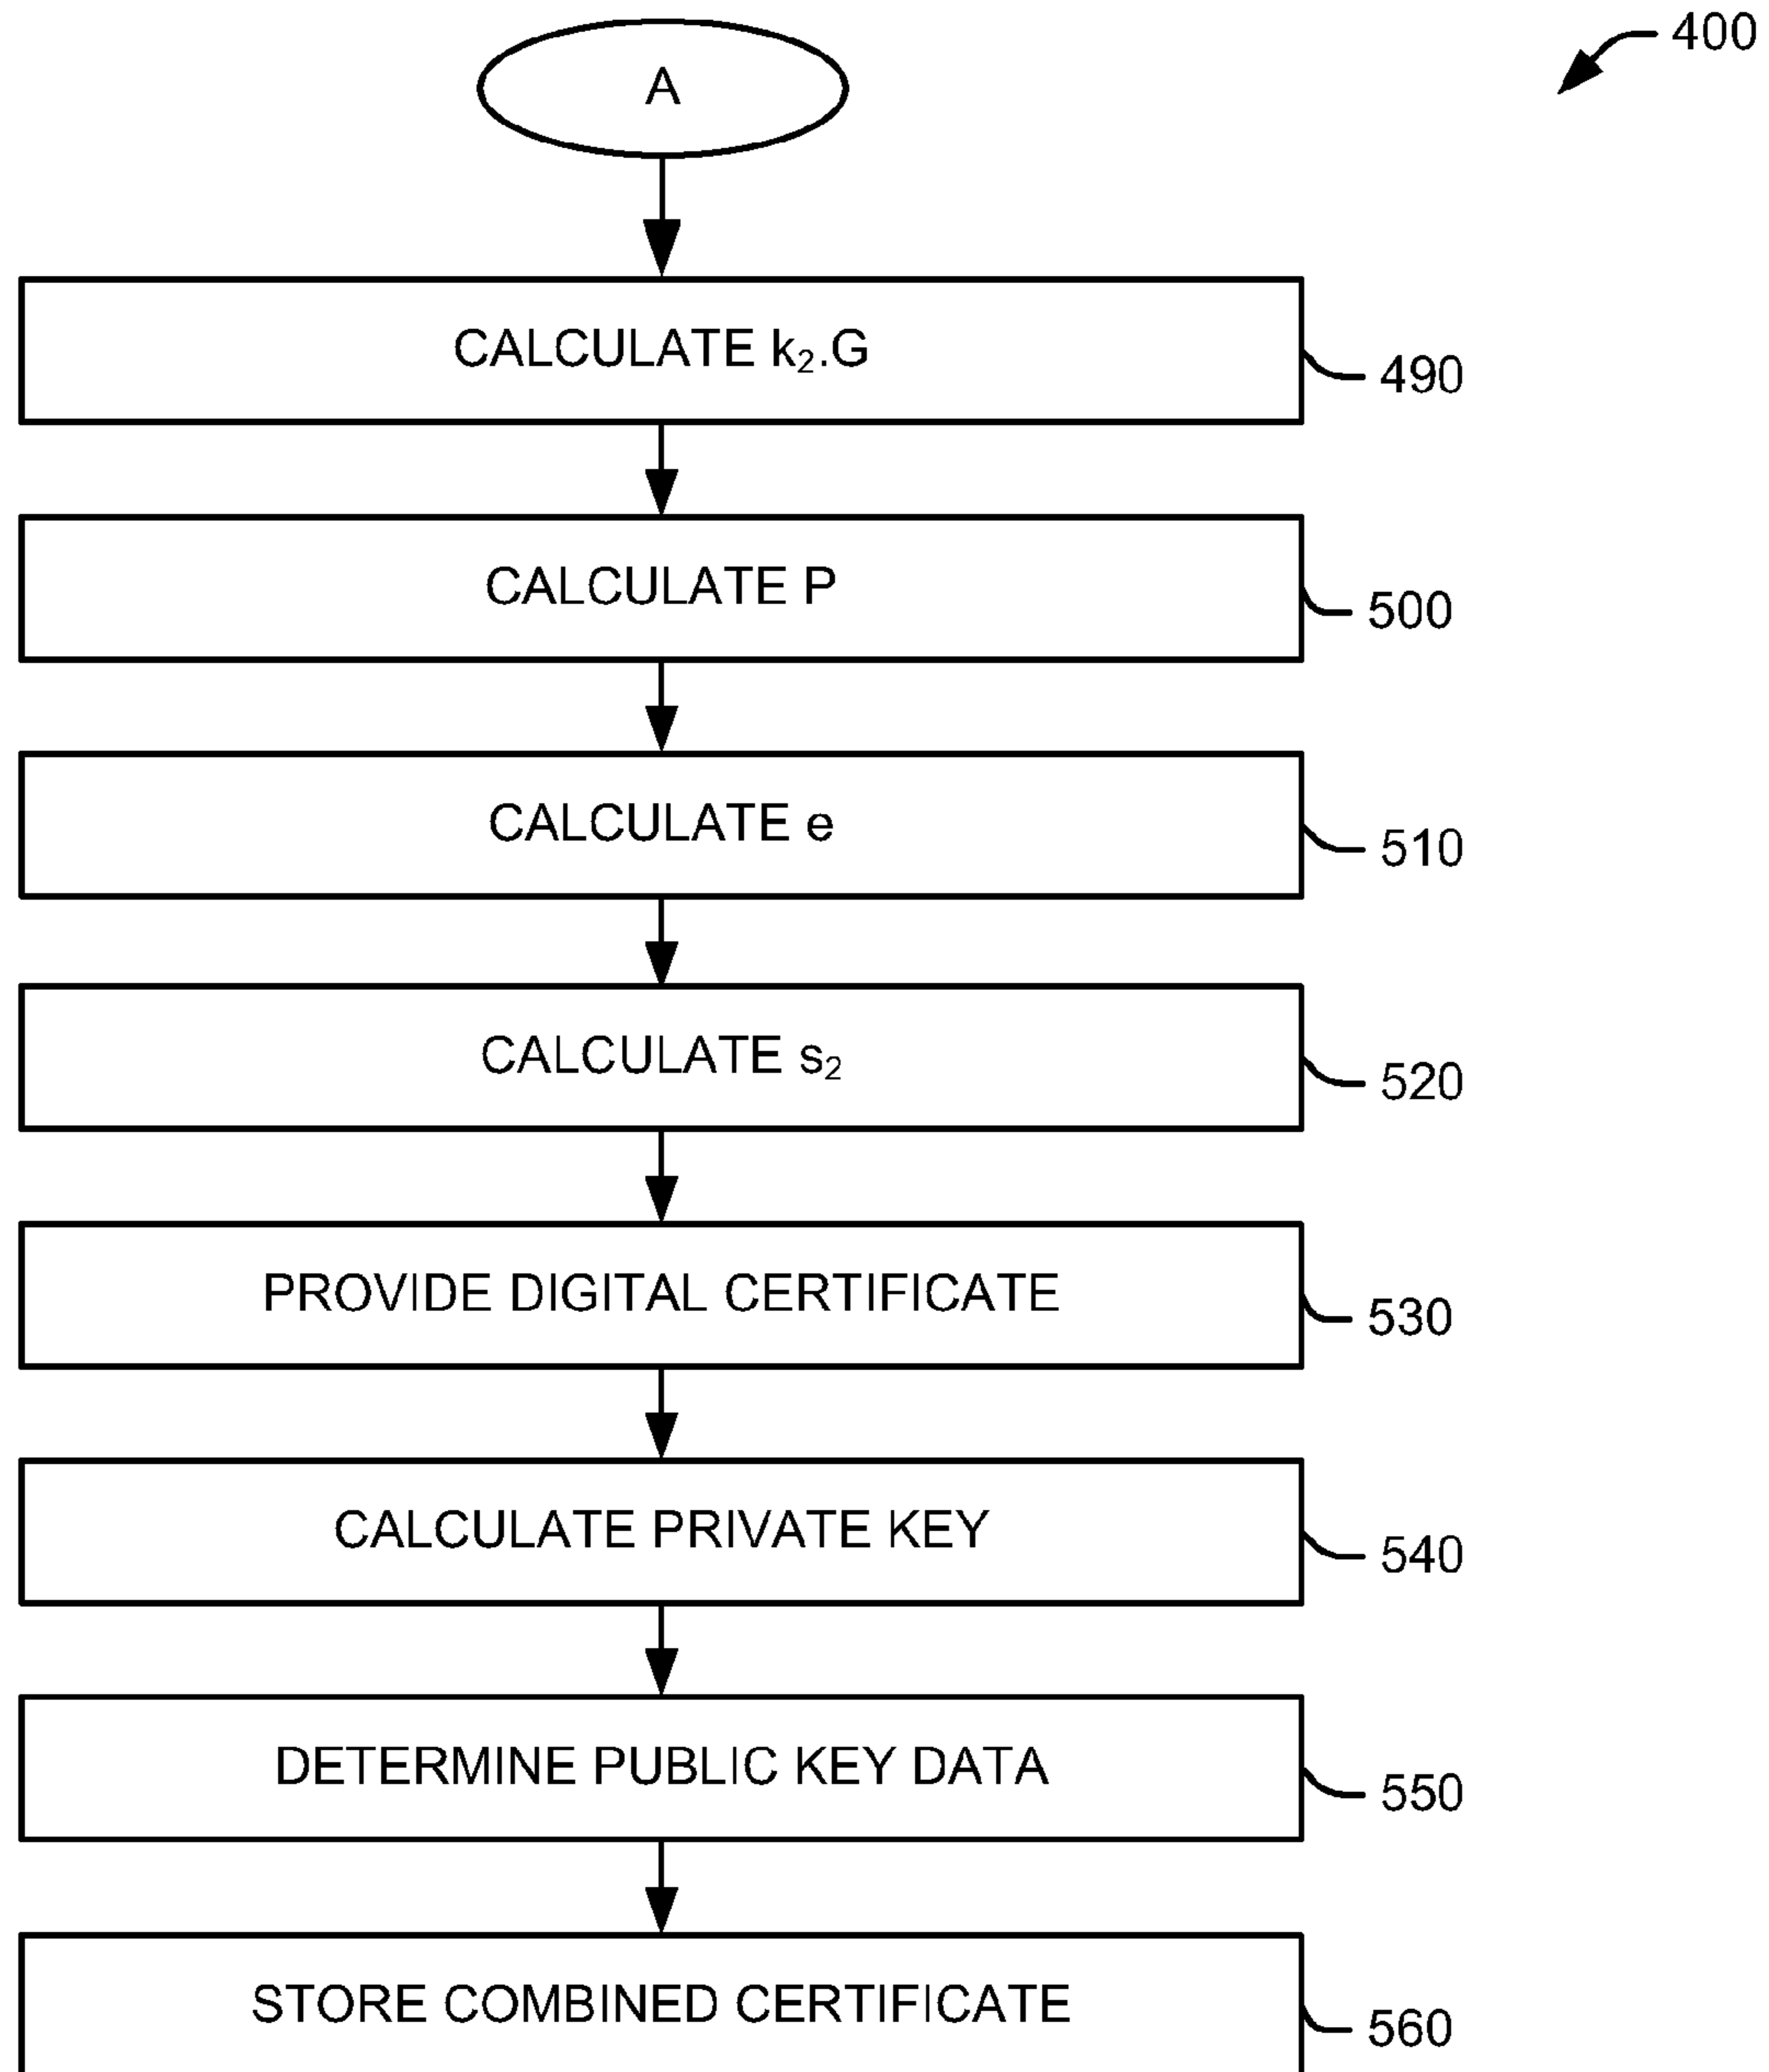 400
A
CALCULATE k₂.G
490
CALCULATE P
500
CALCULATE e
510
CALCULATE s₂
520
PROVIDE DIGITAL CERTIFICATE
530
CALCULATE PRIVATE KEY
540
DETERMINE PUBLIC KEY DATA
550
STORE COMBINED CERTIFICATE
560